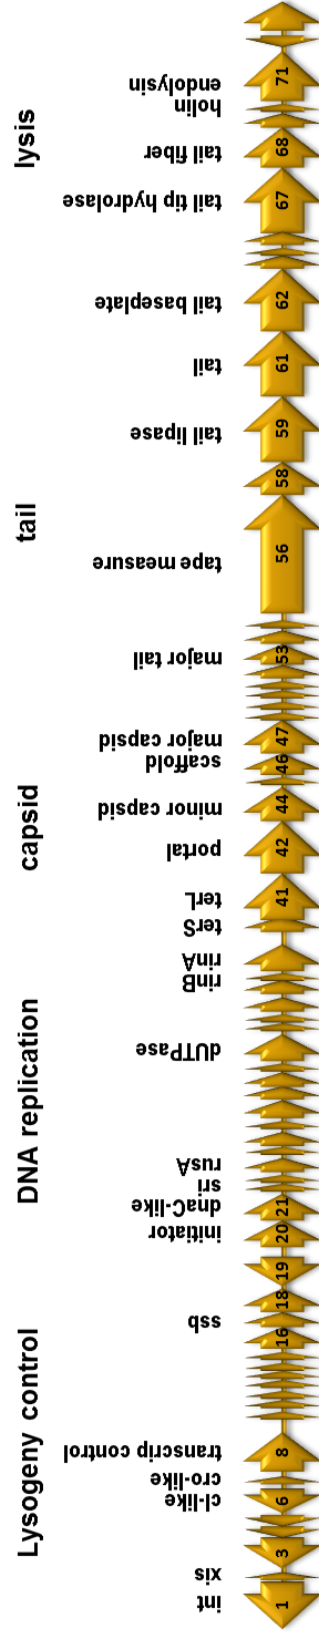 Lysogeny control
DNA replication
capsid
tail
lysis
int
xis
cI-like
cro-like
transcrip control
ssb
initiator
dnaC-like
sri
rusA
dUTPase
rinB
rinA
terS
terL
portal
minor capsid
scaffold
major capsid
major tail
tape measure
tail lipase
tail
tail baseplate
tail tip hydrolase
tail fiber
holin
endolysin
1
3
6
8
16
18
19
20
21
41
42
44
46
47
53
56
58
59
61
62
67
68
71